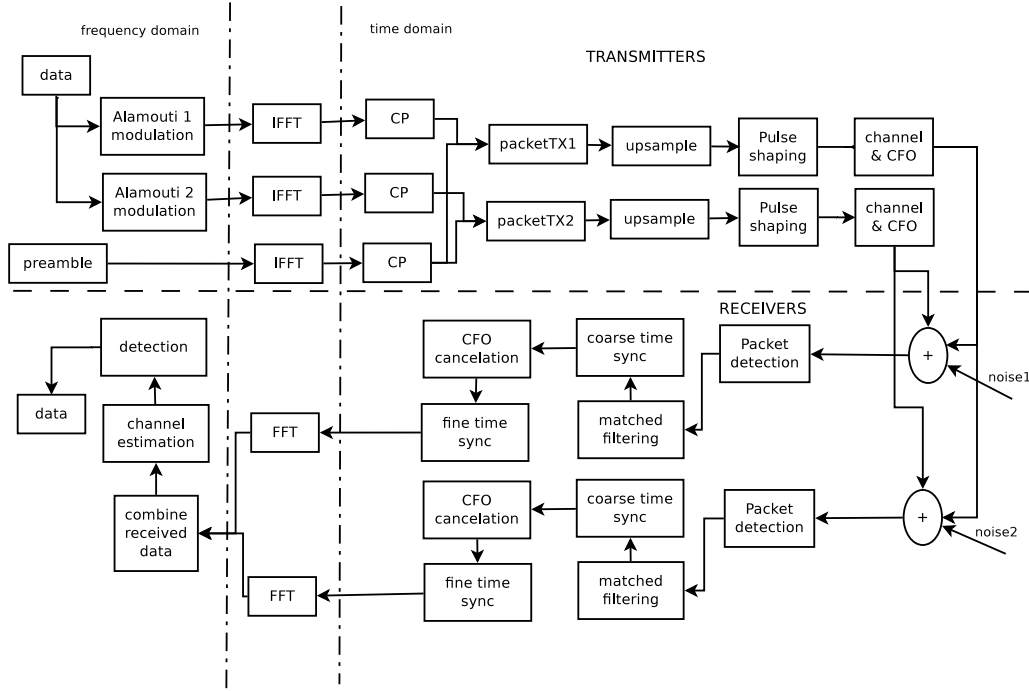 frequency domain
time domain
TRANSMITTERS
data
Alamouti 1
modulation
IFFT
CP
packetTX1
upsample
Pulse
shaping
channel
& CFO
Alamouti 2
modulation
IFFT
CP
packetTX2
upsample
Pulse
shaping
channel
& CFO
preamble
IFFT
CP
RECEIVERS
detection
CFO
cancelation
coarse time
sync
Packet
detection
+
noise1
data
channel
estimation
FFT
fine time
sync
matched
filtering
combine
received
data
CFO
cancelation
coarse time
sync
Packet
detection
+
noise2
FFT
fine time
sync
matched
filtering